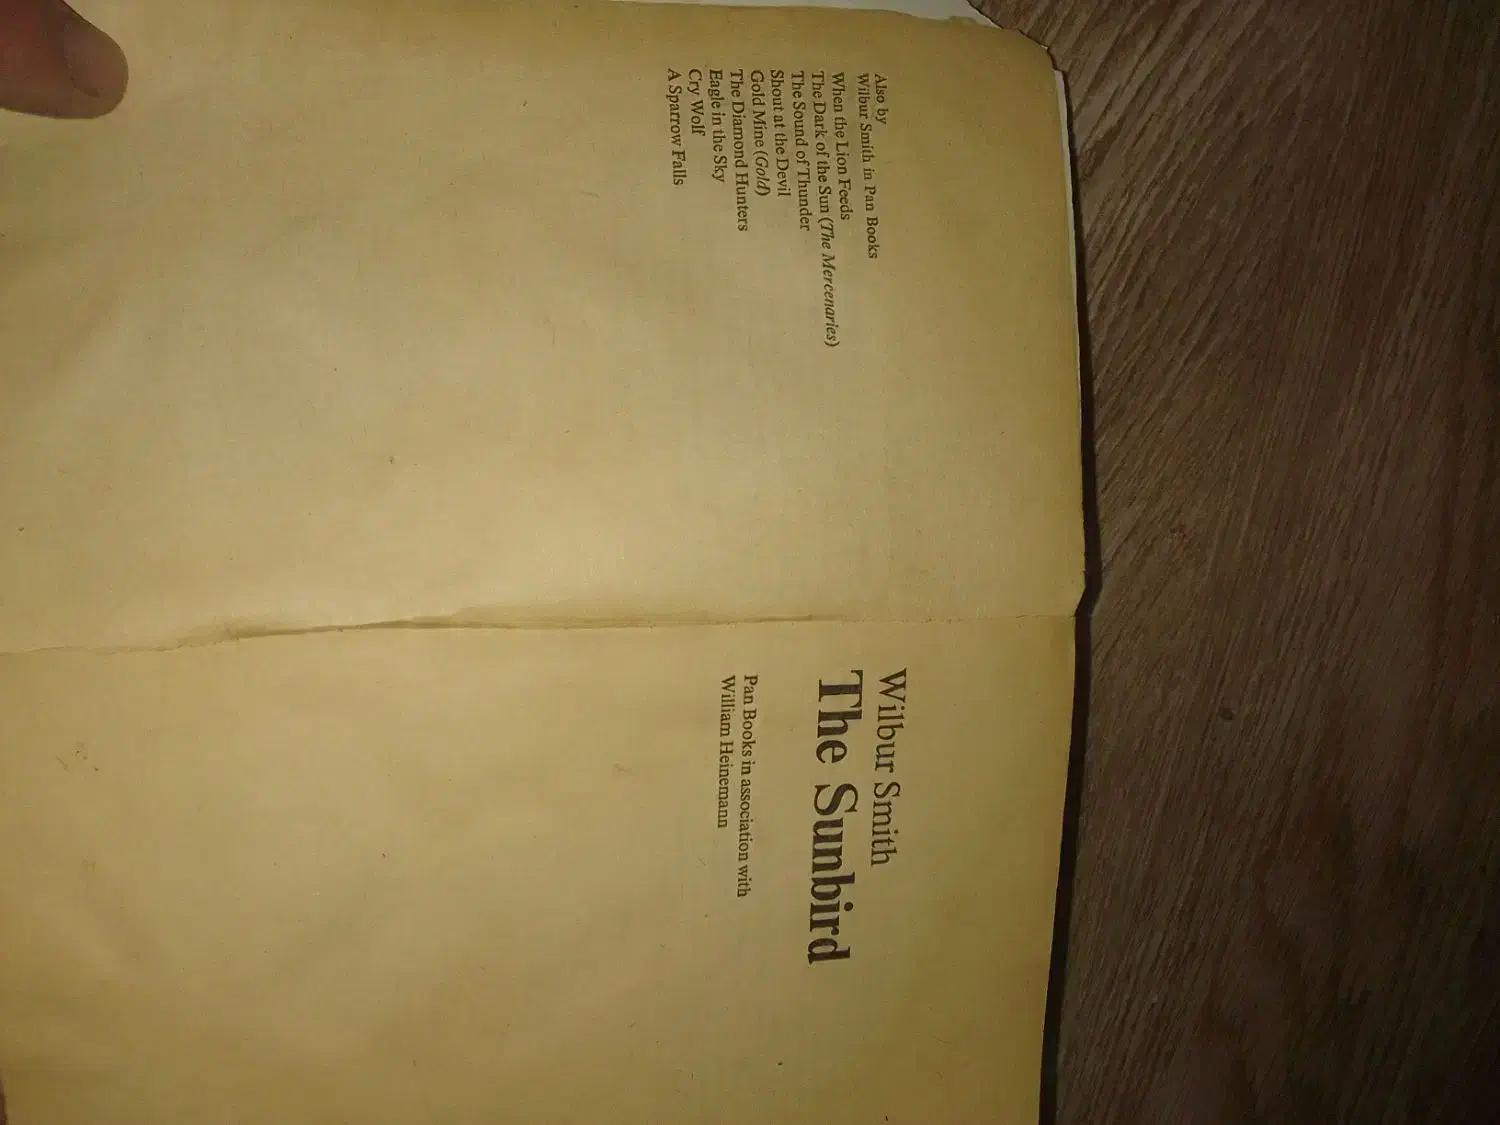 Also by
Wilbur Smith in Pan Books
When the Lion Feeds
The Dark of the Sun (The Mercenaries)
The Sound of Thunder
Shout at the Devil
Gold Mine (Gold)
The Diamond Hunters
Eagle in the Sky
Cry Wolf
A Sparrow Falls
Wilbur Smith
The Sunbird
Pan Books in association with
William Heinemann